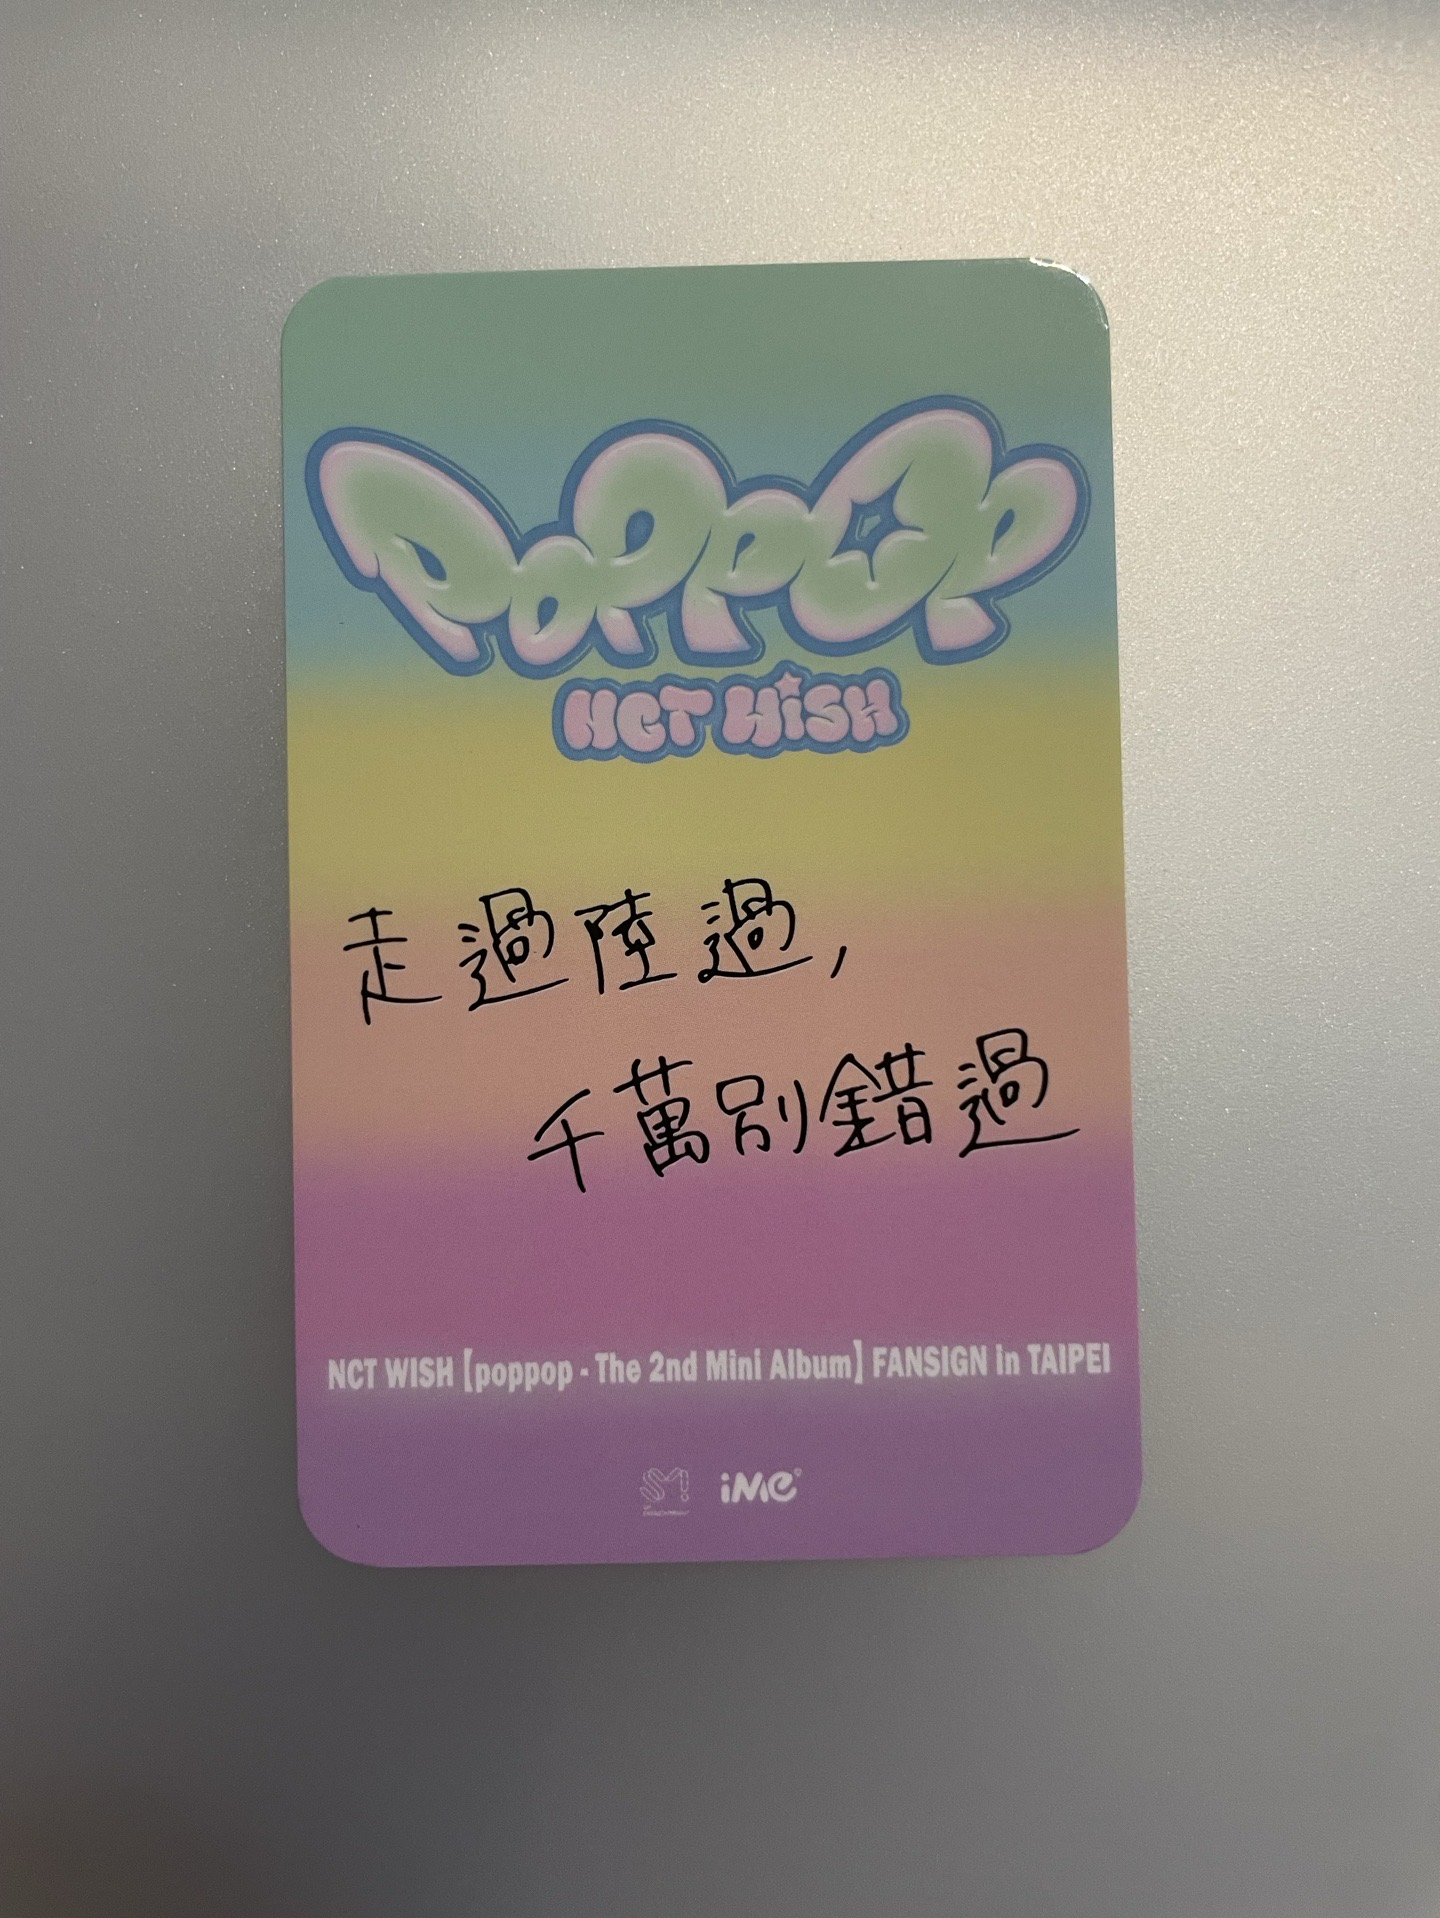 POPPOP
NCT WiSH
走過陸過,
千萬別錯過
NCT WISH【poppop - The 2nd Mini Album】FANSIGN in TAIPEI
SM iMe